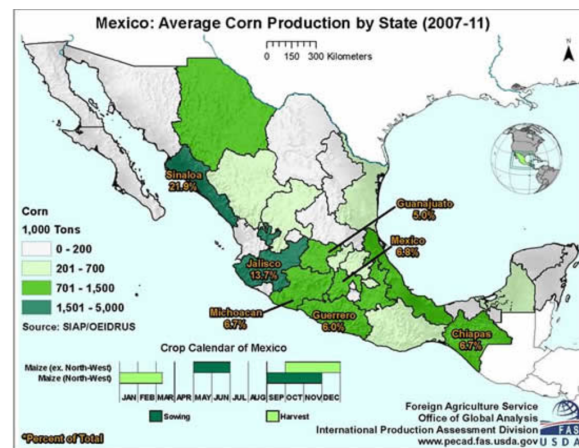 Mexico: Average Corn Production by State (2007-11)
0 150 300 Kilometers
N
Sinaloa
21.9%
Guanajuato
5.0%
Mexico
6.8%
Jalisco
13.7%
Michoacan
6.7%
Guerrero
6.0%
Chiapas
6.7%
Corn
1,000 Tons
0 - 200
201 - 700
701 - 1,500
1,501 - 5,000
Source: SIAP/OEIDRUS
Crop Calendar of Mexico
Maize (ex. North-West)
Maize (North-West)
JAN FEB MAR APR MAY JUN JUL AUG SEP OCT NOV DEC
Sowing Harvest
*Percent of Total
Foreign Agriculture Service
Office of Global Analysis
International Production Assessment Division
www.pecad.fas.usda.gov
FAS
USDA